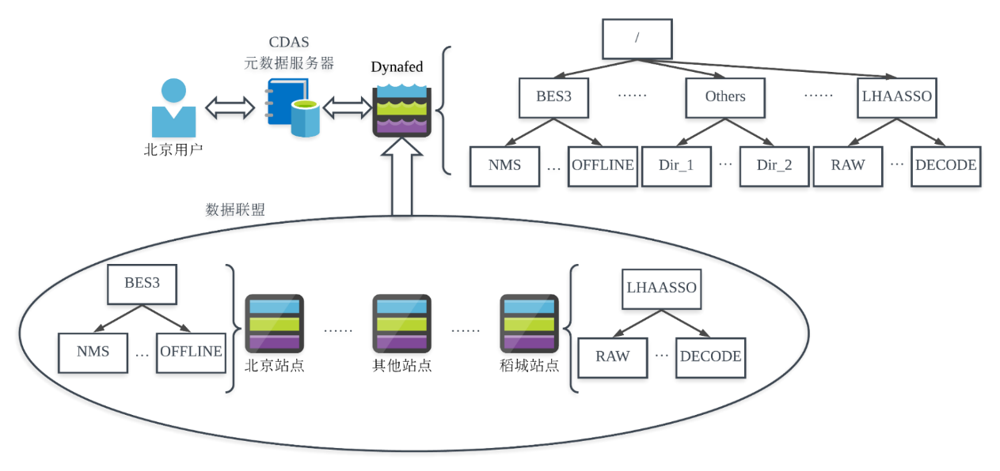 CDAS
元数据服务器
Dynafed
北京用户
/
BES3
......
Others
......
LHAASSO
NMS
...
OFFLINE
Dir_1
...
Dir_2
RAW
...
DECODE
数据联盟
BES3
NMS
...
OFFLINE
北京站点
......
其他站点
......
稻城站点
LHAASSO
RAW
...
DECODE